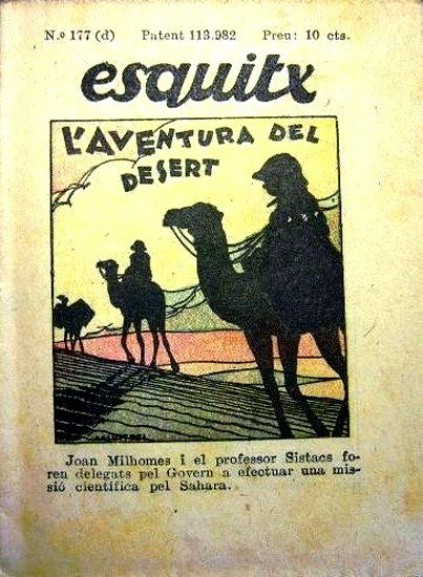 N.º 177 (d) Patent 113.982 Preu: 10 cts.
esquitx
L'AVENTURA DEL
DESERT
Joan Milhomes i el professor Sistacs fo-
ren delegats pel Govern a efectuar una mis-
sió científica pel Sahara.